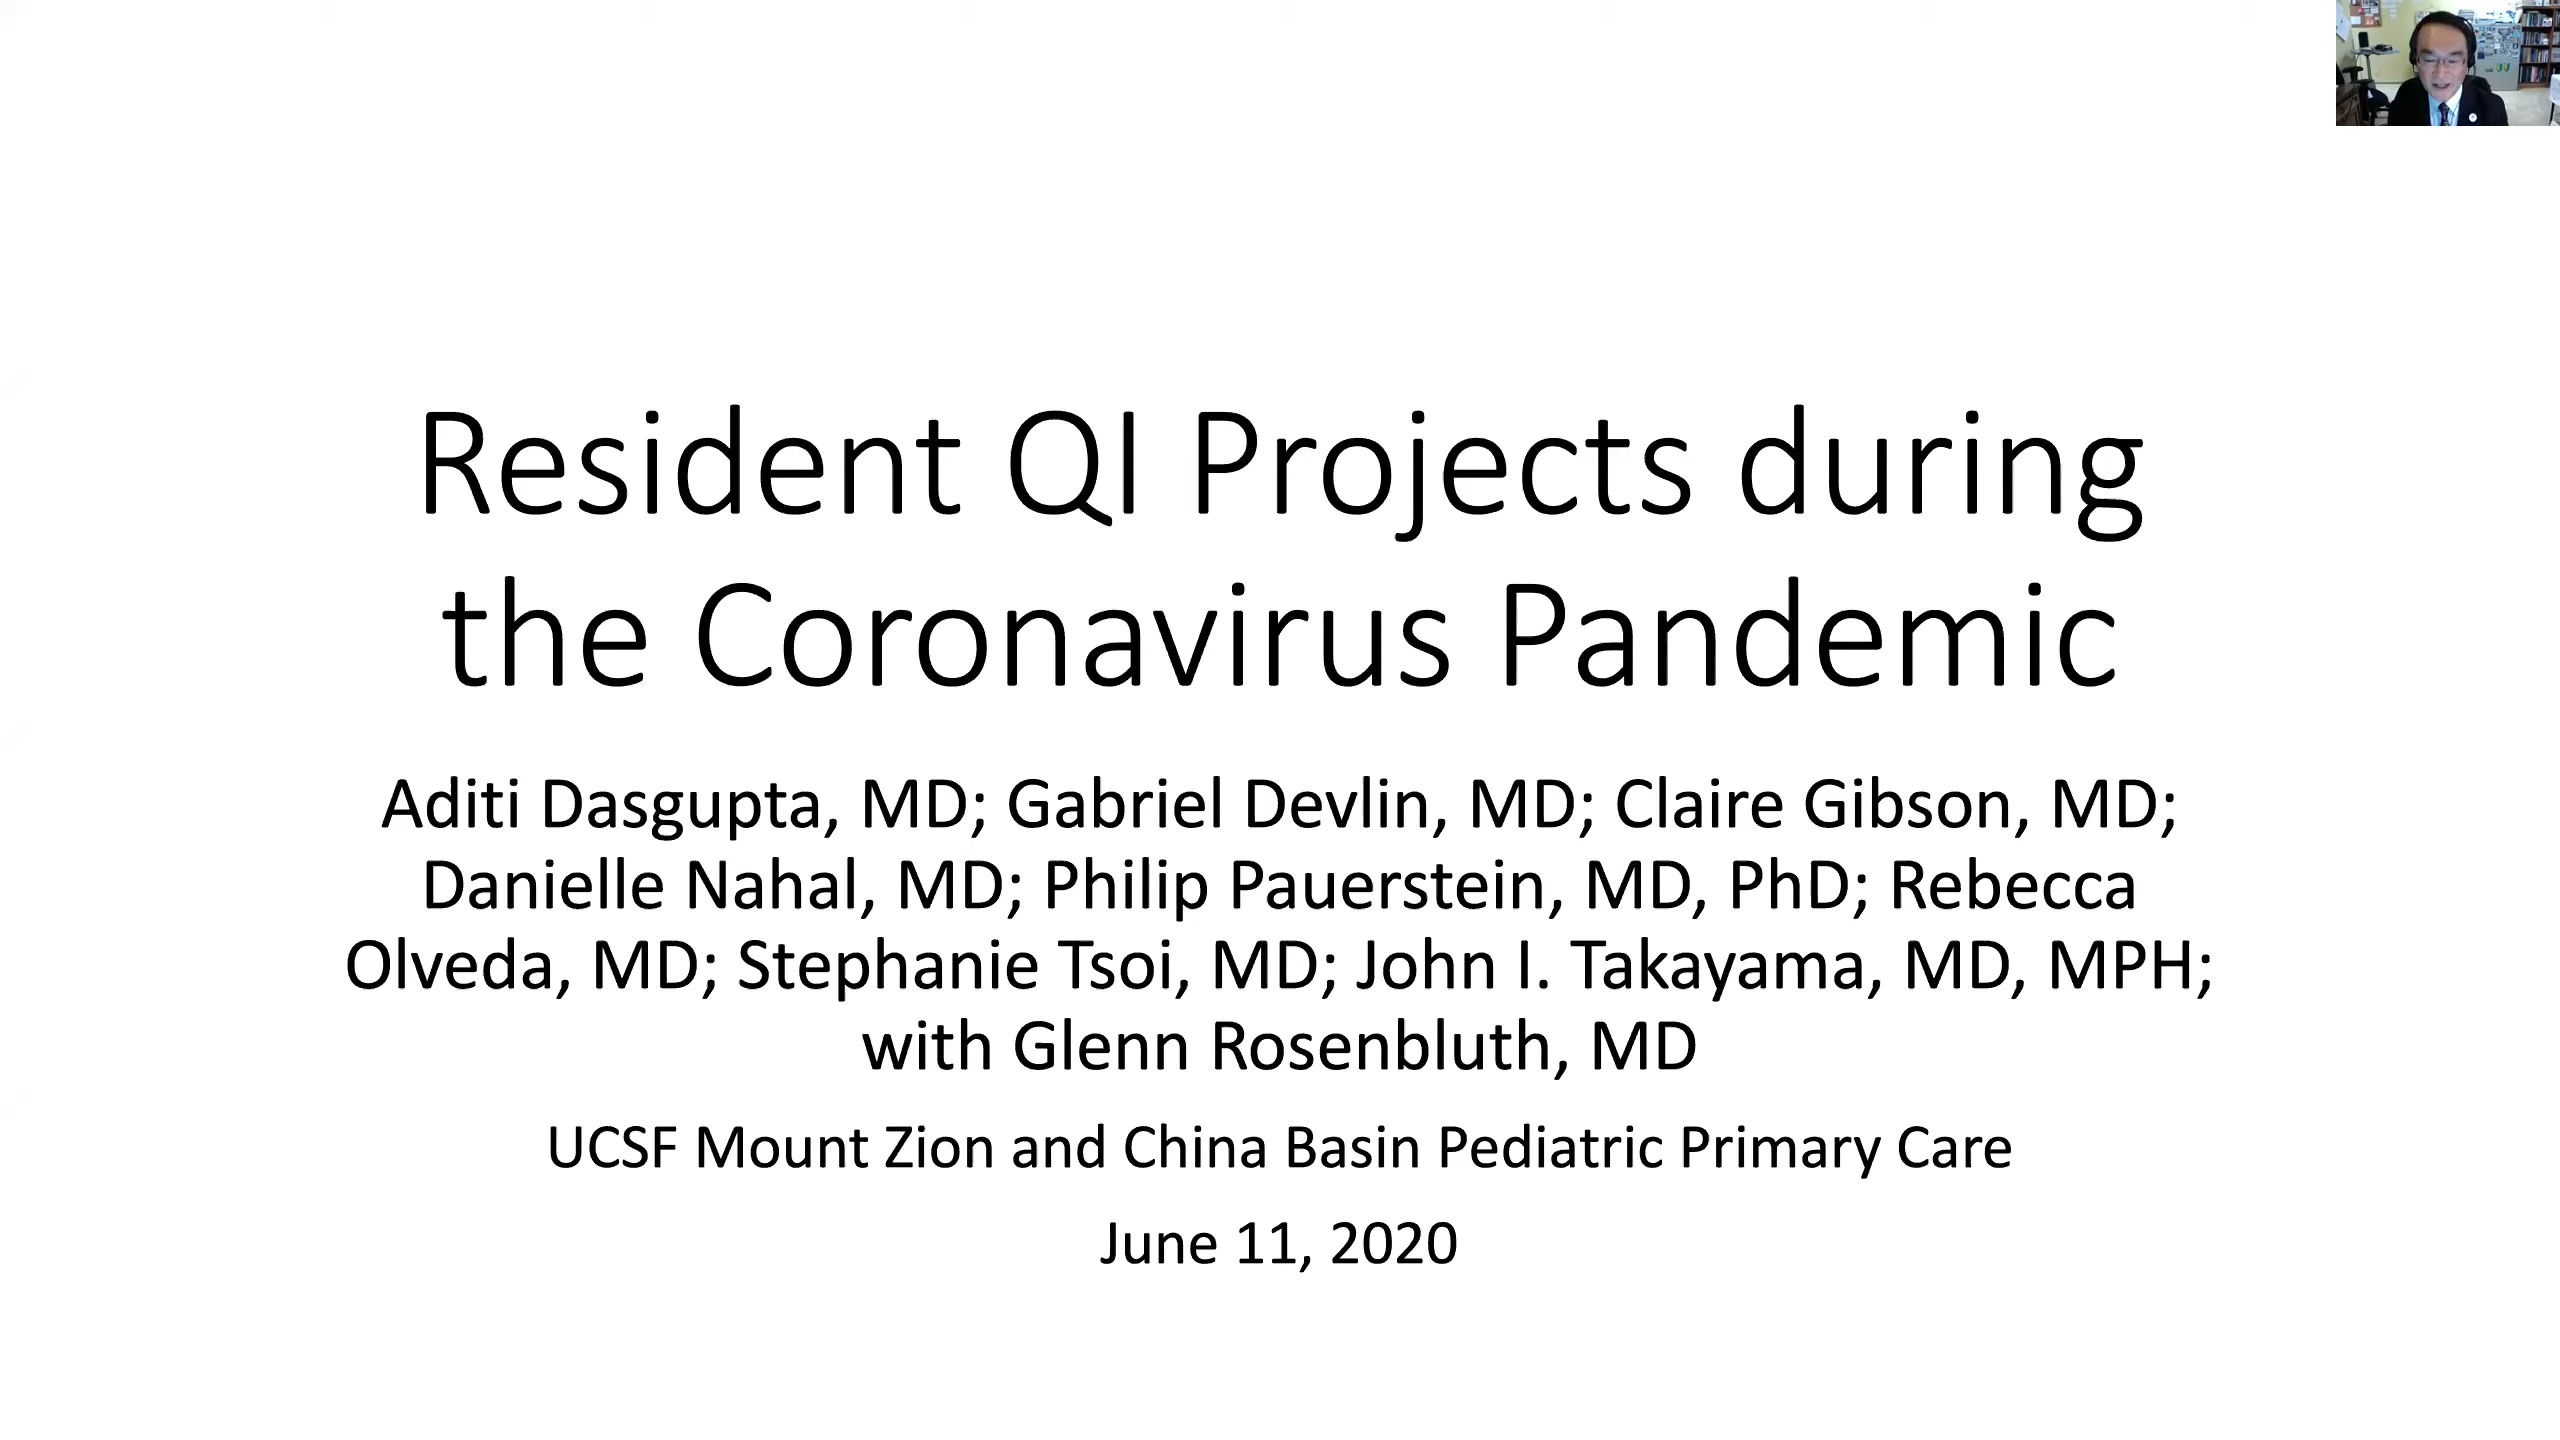 Resident QI Projects during
the Coronavirus Pandemic
Aditi Dasgupta, MD; Gabriel Devlin, MD; Claire Gibson, MD;
Danielle Nahal, MD; Philip Pauerstein, MD, PhD; Rebecca
Olveda, MD; Stephanie Tsoi, MD; John I. Takayama, MD, MPH;
with Glenn Rosenbluth, MD
UCSF Mount Zion and China Basin Pediatric Primary Care
June 11, 2020